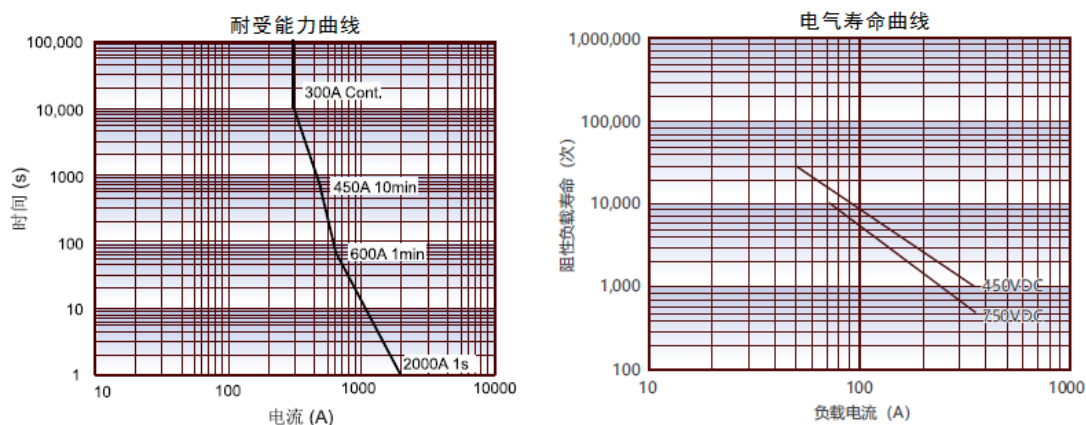 耐受能力曲线
100,000
10,000
1000
100
10
1
时间 (s)
300A Cont.
450A 10min
600A 1min
2000A 1s
10
100
1000
10000
电流 (A)
电气寿命曲线
1,000,000
100,000
10,000
1,000
100
阻性负载寿命 (次)
450VDC
750VDC
10
100
1000
负载电流 (A)